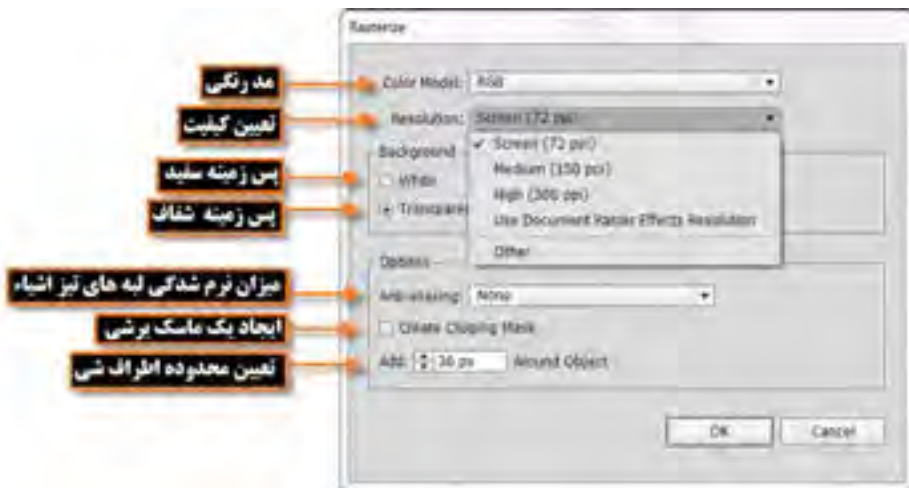 Rasterize
مد رنگی
Color Model: RGB
تعیین کیفیت
Resolution: Screen (72 ppi)
Screen (72 ppi)
Medium (150 ppi)
High (300 ppi)
Use Document Raster Effects Resolution
Other
Background
پس زمینه سفید
White
پس زمینه شفاف
Transparent
Options
میزان نرم شدگی لبه های تیز اشیاء
Anti-aliasing: None
ایجاد یک ماسک برشی
Create Clipping Mask
تعیین محدوده اطراف شی
Add: 36 px Around Object
OK Cancel